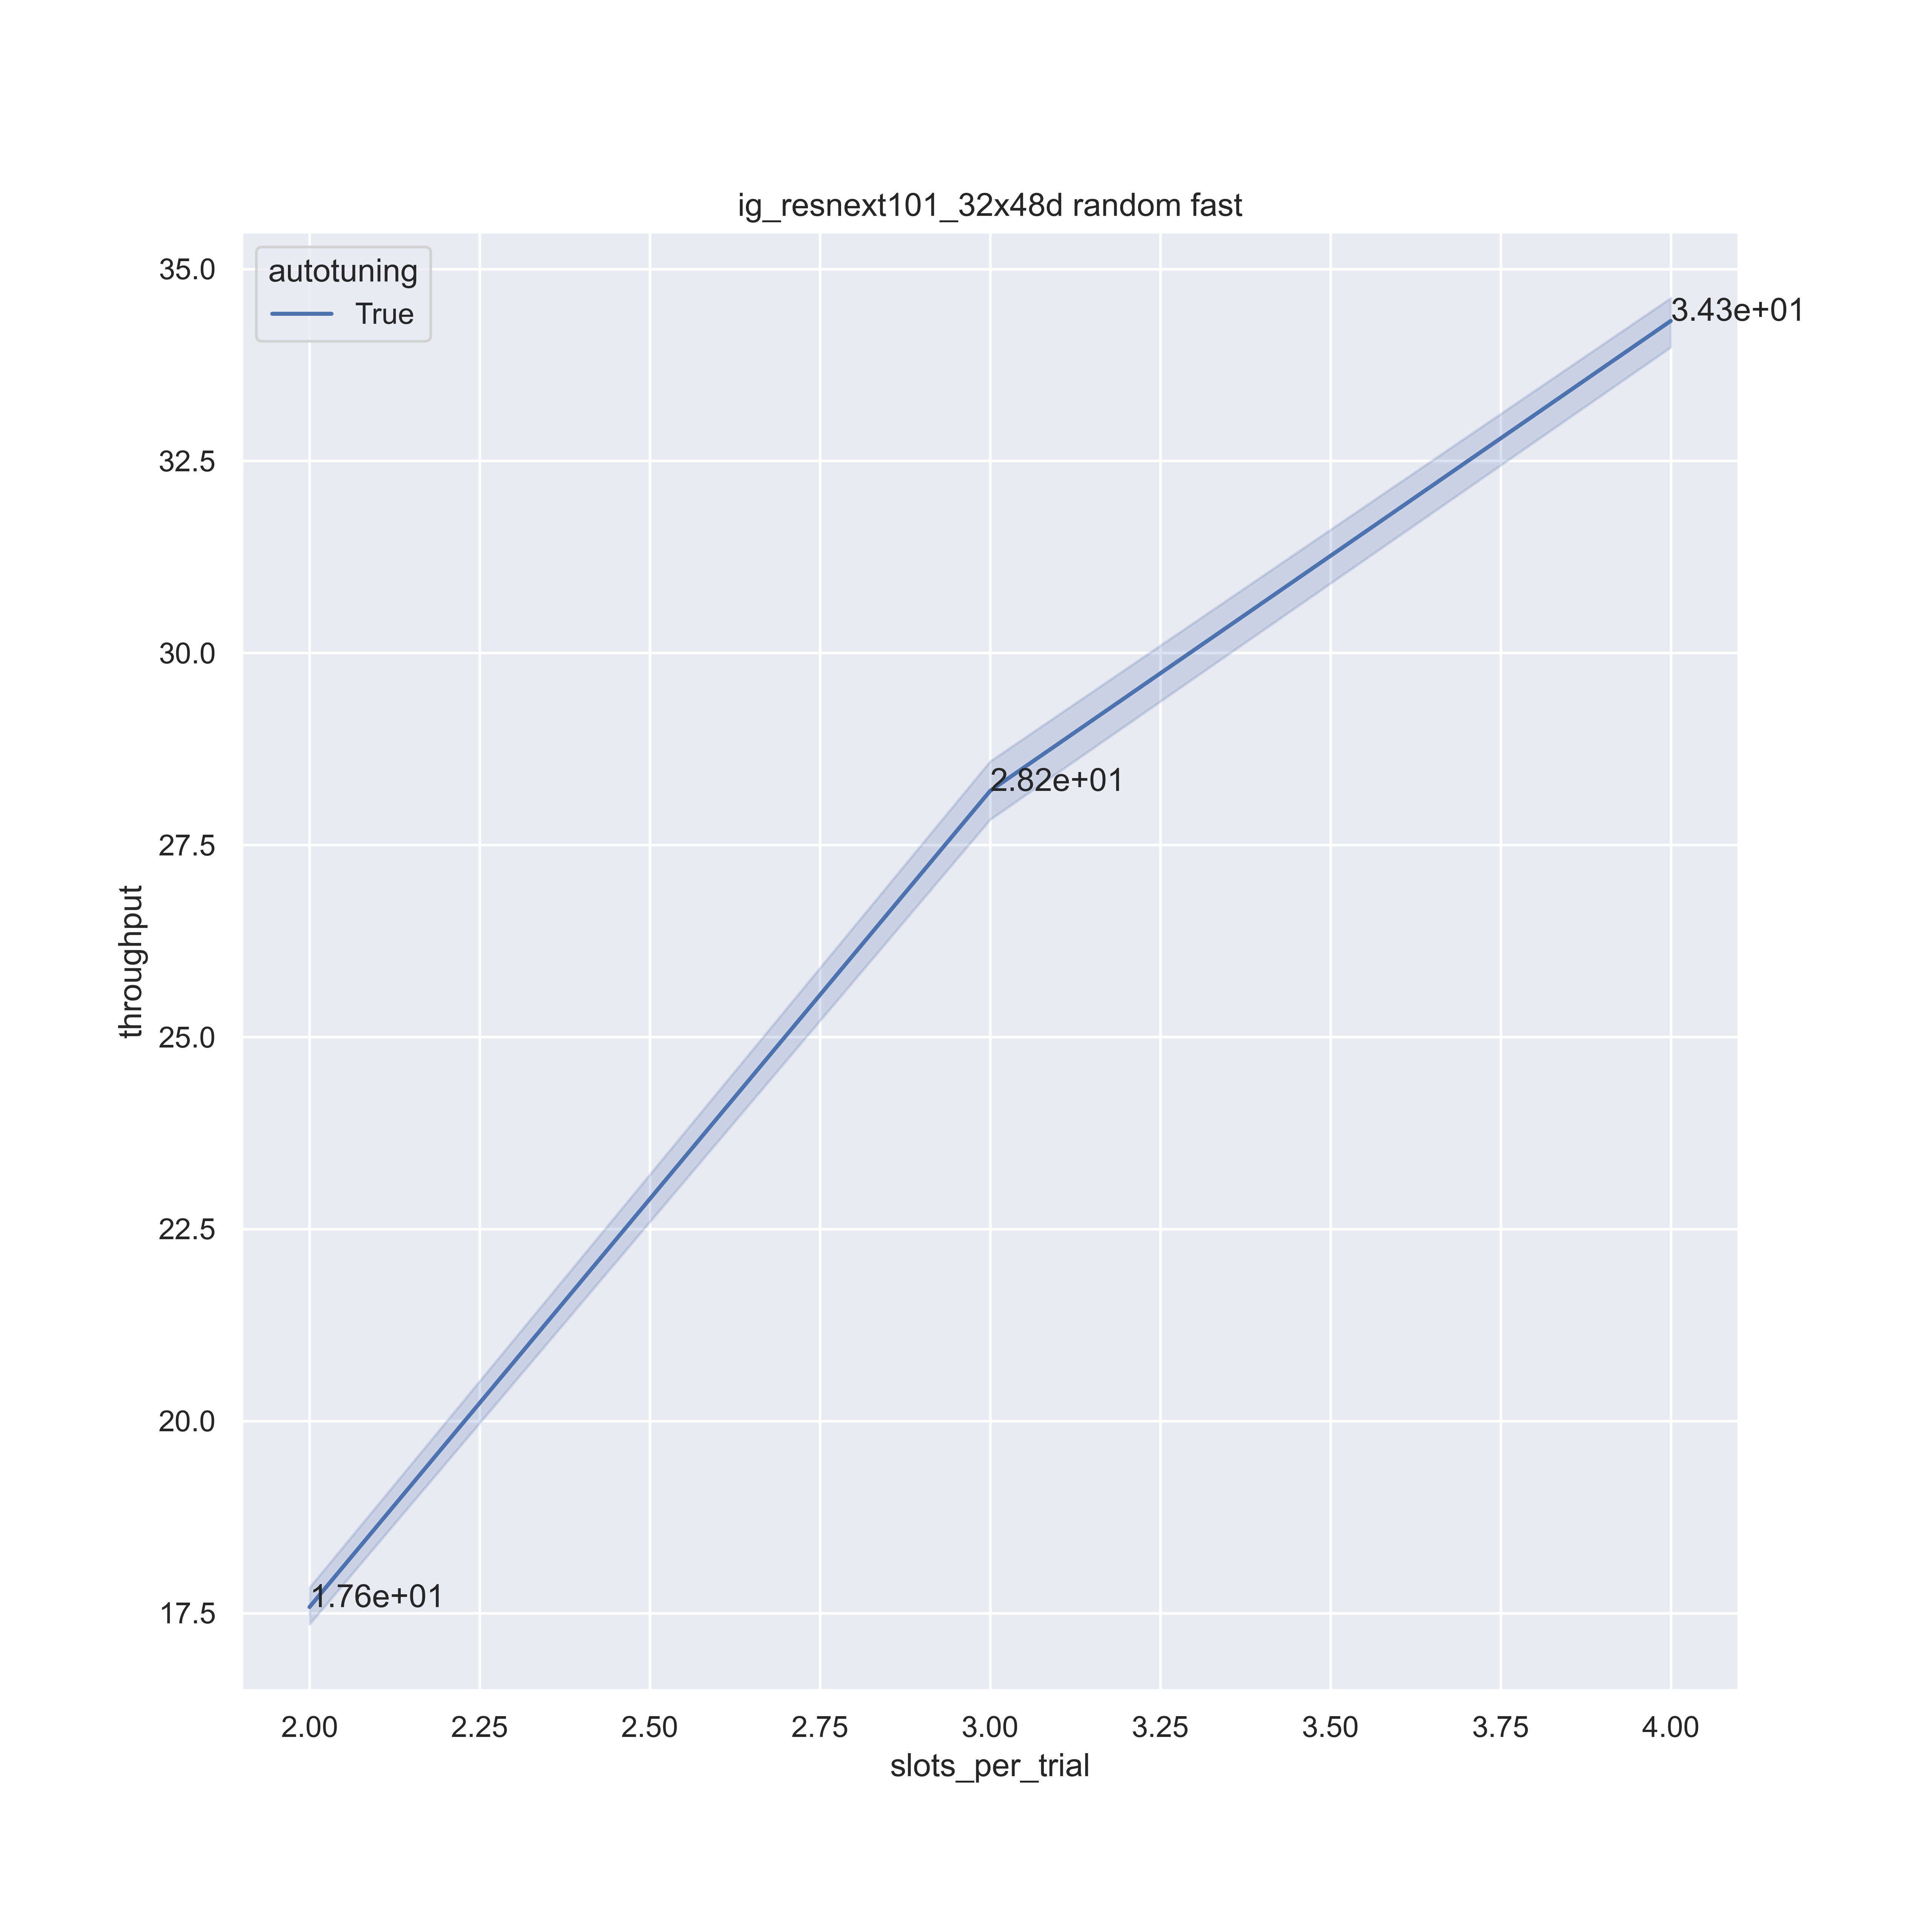 ig_resnext101_32x48d random fast
autotuning
True
35.0
32.5
30.0
27.5
25.0
22.5
20.0
17.5
throughput
3.43e+01
2.82e+01
1.76e+01
2.00 2.25 2.50 2.75 3.00 3.25 3.50 3.75 4.00
slots_per_trial